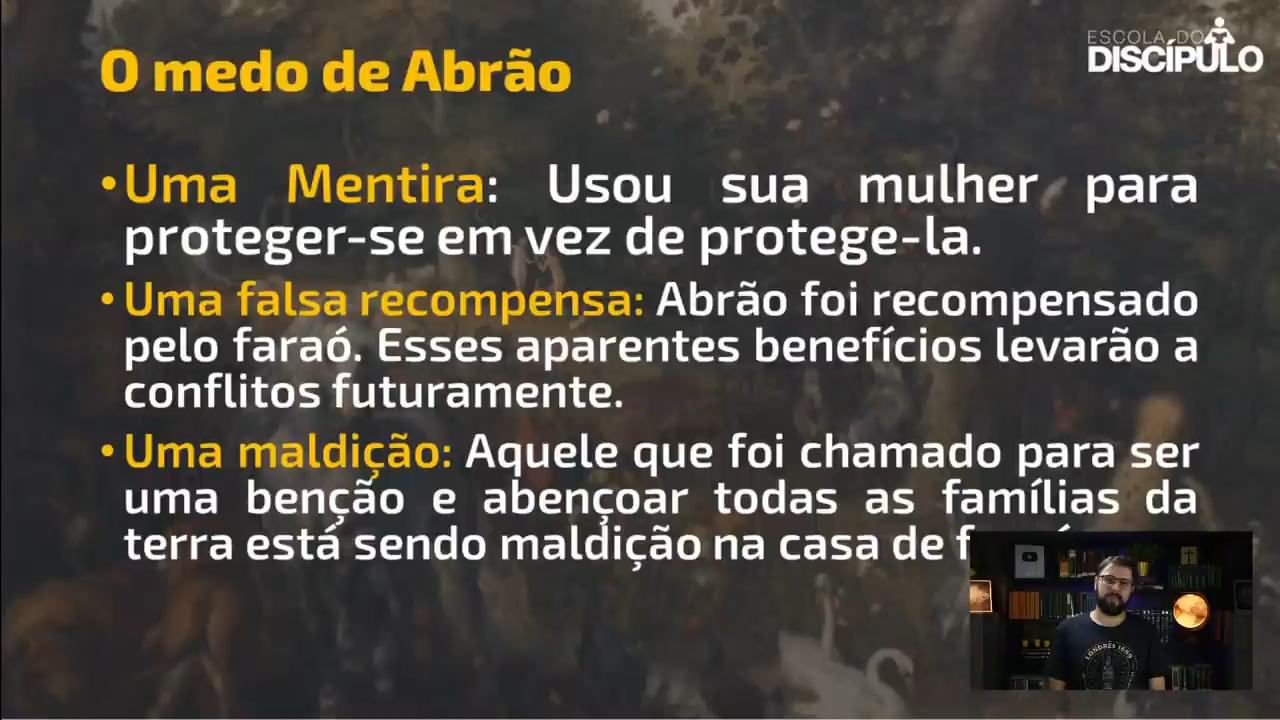 ESCOLA DO
DISCÍPULO
O medo de Abrão
•Uma Mentira: Usou sua mulher para
proteger-se em vez de protege-la.
•Uma falsa recompensa: Abrão foi recompensado
pelo faraó. Esses aparentes benefícios levarão a
conflitos futuramente.
•Uma maldição: Aquele que foi chamado para ser
uma benção e abençoar todas as famílias da
terra está sendo maldição na casa de
LONDRES 1689